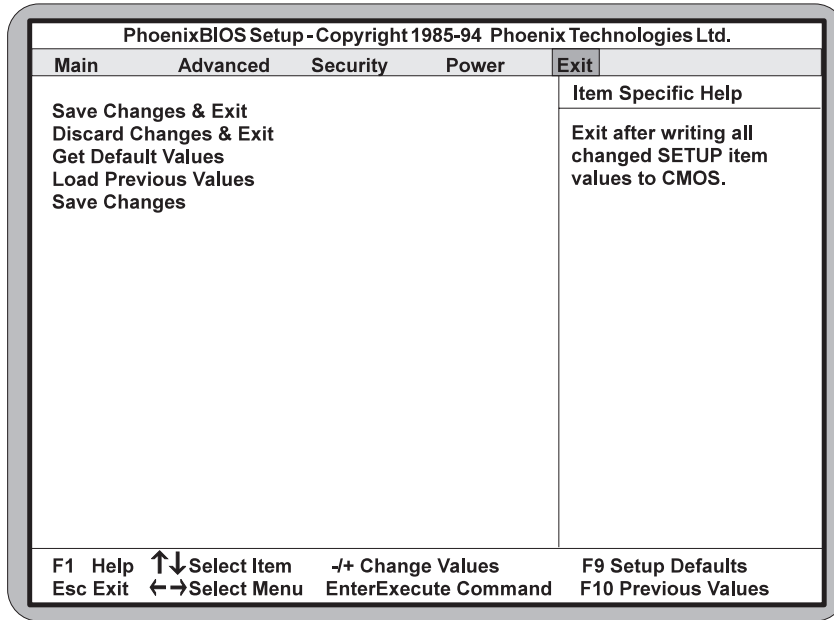 PhoenixBIOS Setup - Copyright 1985-94 Phoenix Technologies Ltd.
Main Advanced Security Power Exit
Save Changes & Exit
Discard Changes & Exit
Get Default Values
Load Previous Values
Save Changes
Item Specific Help
Exit after writing all
changed SETUP item
values to CMOS.
F1 Help ↑↓ Select Item -/+ Change Values F9 Setup Defaults
Esc Exit ←→ Select Menu EnterExecute Command F10 Previous Values